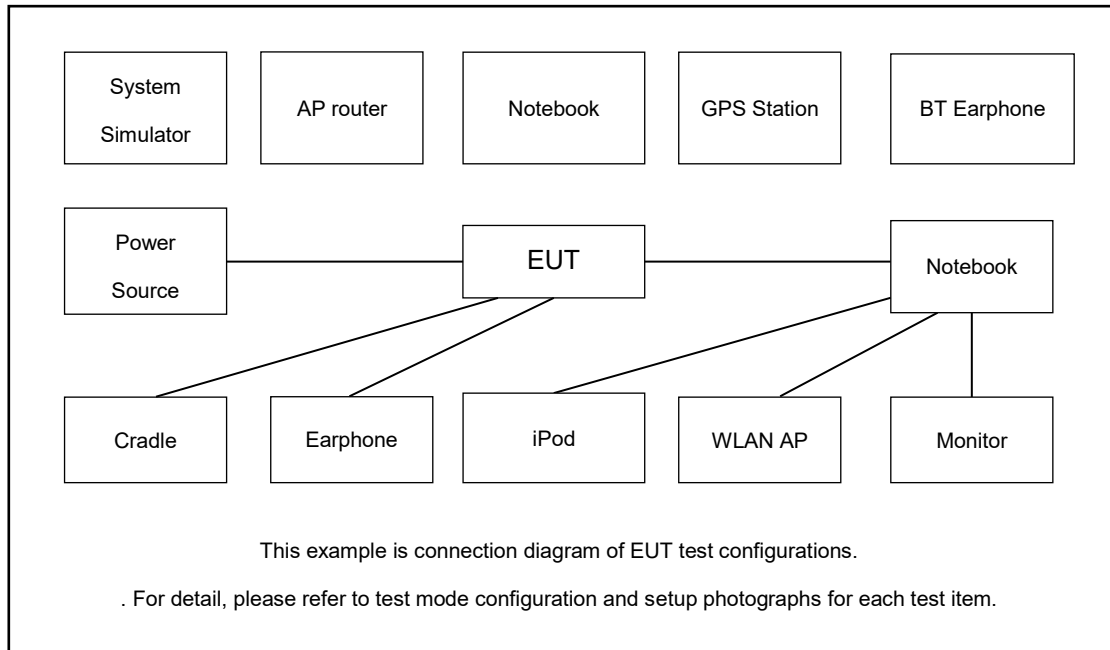 System
Simulator
AP router
Notebook
GPS Station
BT Earphone
Power
Source
EUT
Notebook
Cradle
Earphone
iPod
WLAN AP
Monitor
This example is connection diagram of EUT test configurations.
. For detail, please refer to test mode configuration and setup photographs for each test item.